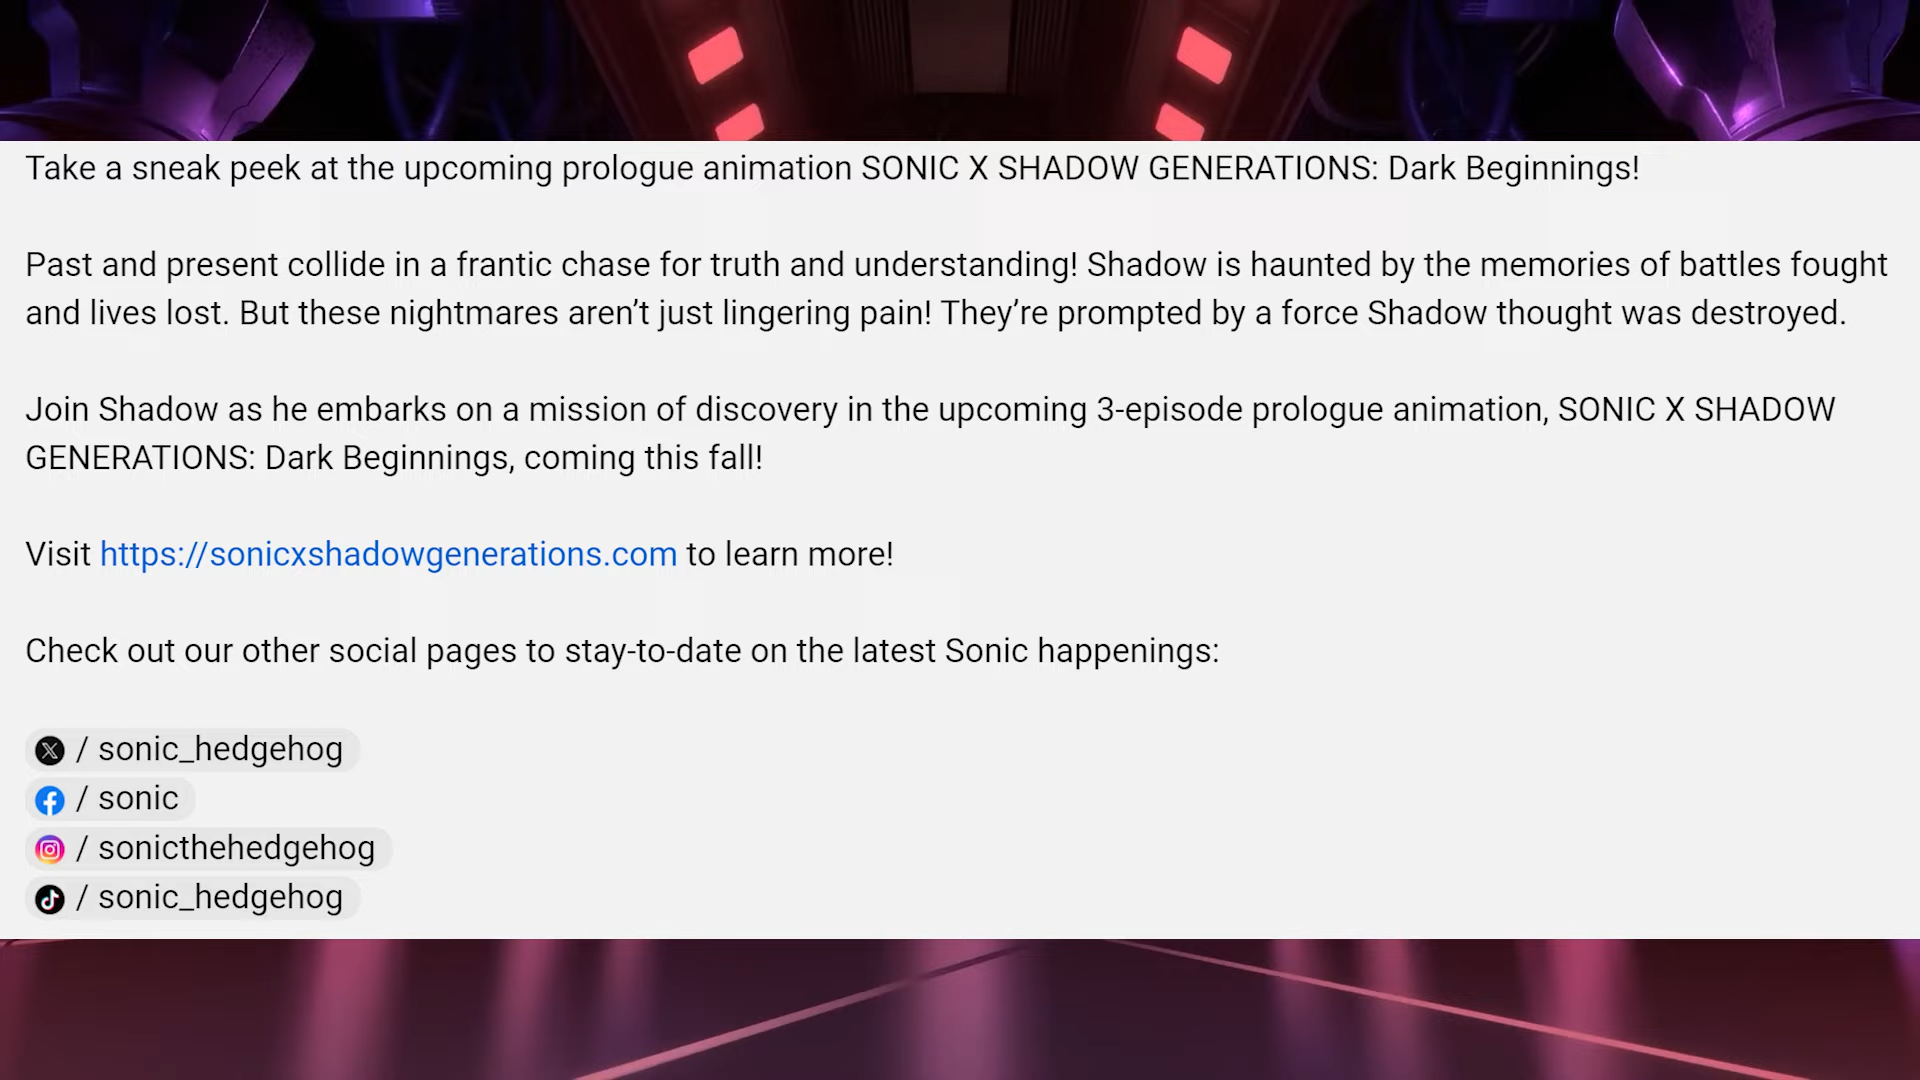 Take a sneak peek at the upcoming prologue animation SONIC X SHADOW GENERATIONS: Dark Beginnings!
Past and present collide in a frantic chase for truth and understanding! Shadow is haunted by the memories of battles fought
and lives lost. But these nightmares aren’t just lingering pain! They’re prompted by a force Shadow thought was destroyed.
Join Shadow as he embarks on a mission of discovery in the upcoming 3-episode prologue animation, SONIC X SHADOW
GENERATIONS: Dark Beginnings, coming this fall!
Visit https://sonicxshadowgenerations.com to learn more!
Check out our other social pages to stay-to-date on the latest Sonic happenings:
/ sonic_hedgehog
/ sonic
/ sonicthehedgehog
/ sonic_hedgehog